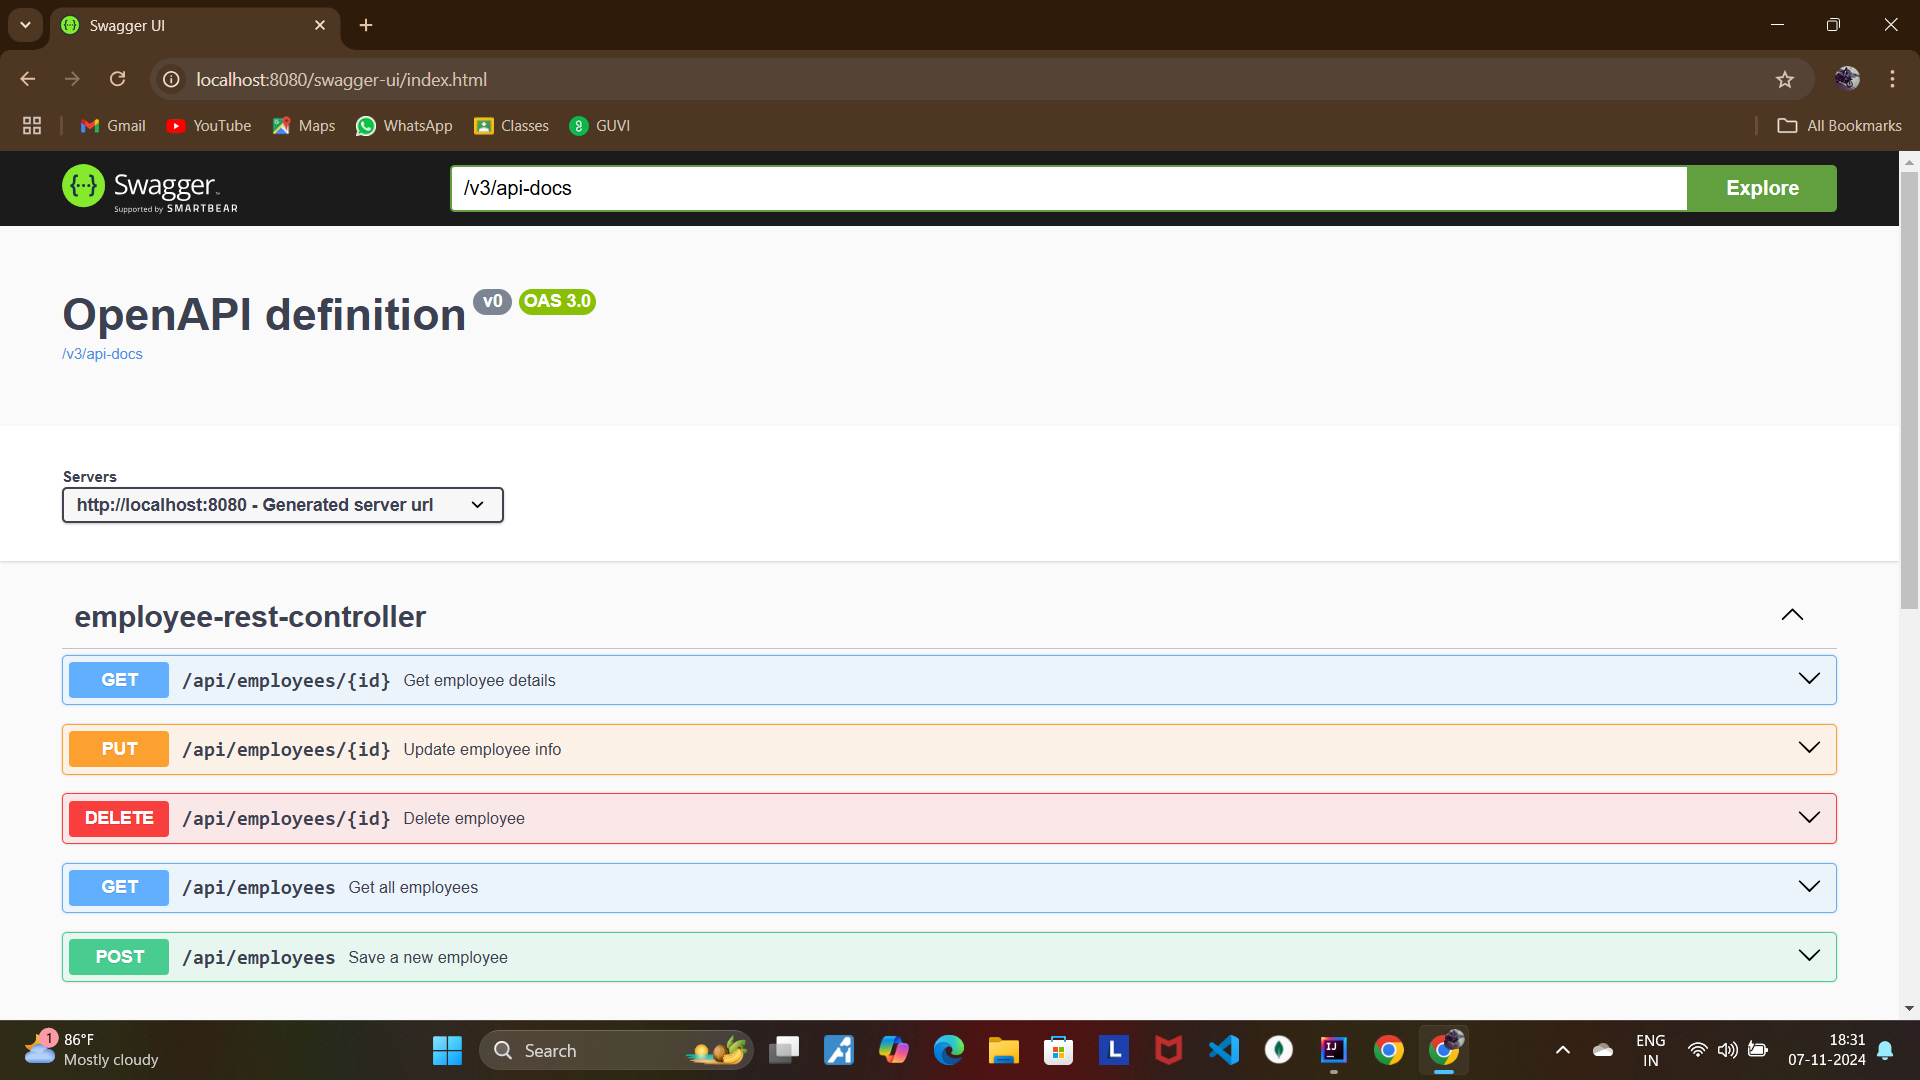 Swagger UI
localhost:8080/swagger-ui/index.html
Gmail
YouTube
Maps
WhatsApp
Classes
GUVI
All Bookmarks
Swagger
Supported by SMARTBEAR
/v3/api-docs
Explore
OpenAPI definition v0 OAS 3.0
/v3/api-docs
Servers
http://localhost:8080 - Generated server url
employee-rest-controller
GET /api/employees/{id} Get employee details
PUT /api/employees/{id} Update employee info
DELETE /api/employees/{id} Delete employee
GET /api/employees Get all employees
POST /api/employees Save a new employee
1
86°F
Mostly cloudy
Search
L
IJ
ENG
IN
18:31
07-11-2024